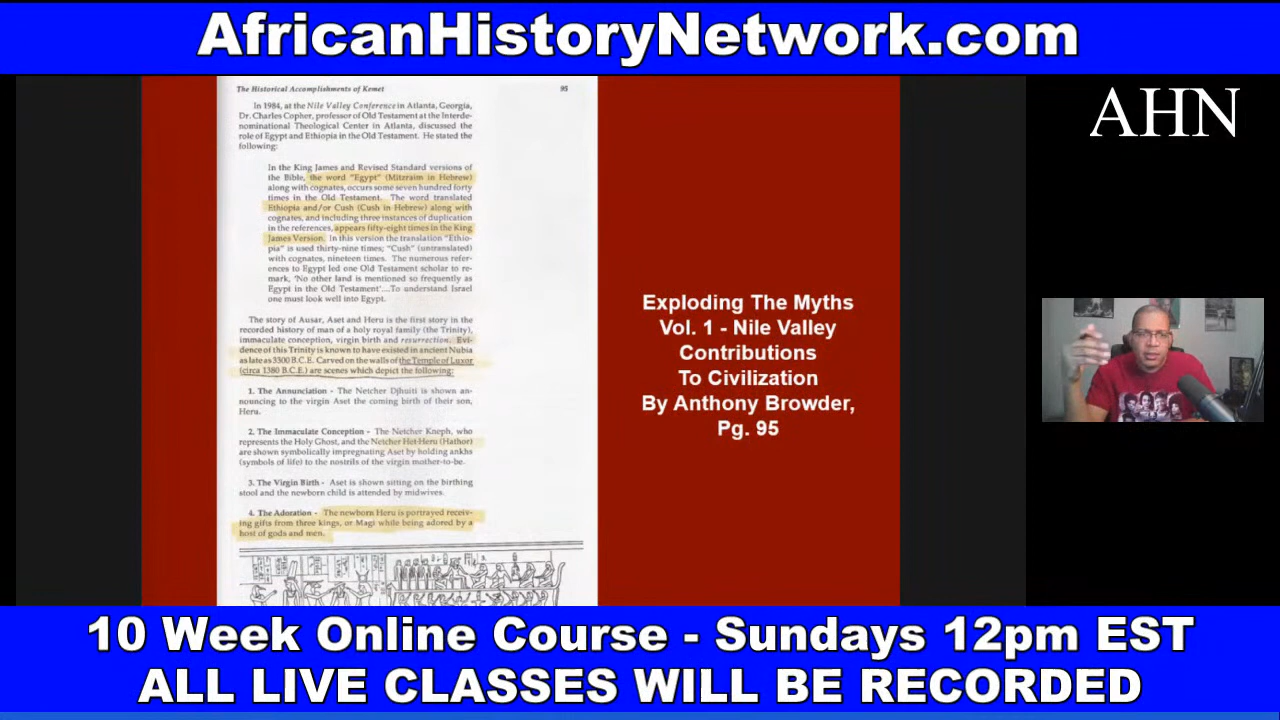 AfricanHistoryNetwork.com
AHN
The Historical Accomplishments of Kemet 95
In 1984, at the Nile Valley Conference in Atlanta, Georgia,
Dr. Charles Copher, professor of Old Testament at the Interde-
nominational Theological Center in Atlanta, discussed the
role of Egypt and Ethiopia in the Old Testament. He stated the
following:
In the King James and Revised Standard versions of
the Bible, the word "Egypt" (Mitzraim in Hebrew)
along with cognates, occurs some seven hundred forty
times in the Old Testament. The word translated
Ethiopia and/or Cush (Cush in Hebrew) along with
cognates, and including three instances of duplication
in the references, appears fifty-eight times in the King
James Version. In this version the translation "Ethio-
pia" is used thirty-nine times; "Cush" (untranslated)
with cognates, nineteen times. The numerous refer-
ences to Egypt led one Old Testament scholar to re-
mark, 'No other land is mentioned so frequently as
Egypt in the Old Testament'....To understand Israel
one must look well into Egypt.
The story of Ausar, Aset and Heru is the first story in the
recorded history of man of a holy royal family (the Trinity),
immaculate conception, virgin birth and resurrection. Evi-
dence of this Trinity is known to have existed in ancient Nubia
as late as 3300 B.C.E. Carved on the walls of the Temple of Luxor
(circa 1380 B.C.E.) are scenes which depict the following:
1. The Annunciation - The Netcher Djhuiti is shown an-
nouncing to the virgin Aset the coming birth of their son,
Heru.
2. The Immaculate Conception - The Netcher Kneph, who
represents the Holy Ghost, and the Netcher Het-Heru (Hathor)
are shown symbolically impregnating Aset by holding ankhs
(symbols of life) to the nostrils of the virgin mother-to-be.
3. The Virgin Birth - Aset is shown sitting on the birthing
stool and the newborn child is attended by midwives.
4. The Adoration - The newborn Heru is portrayed receiv-
ing gifts from three kings, or Magi while being adored by a
host of gods and men.
Exploding The Myths
Vol. 1 - Nile Valley
Contributions
To Civilization
By Anthony Browder,
Pg. 95
10 Week Online Course - Sundays 12pm EST
ALL LIVE CLASSES WILL BE RECORDED